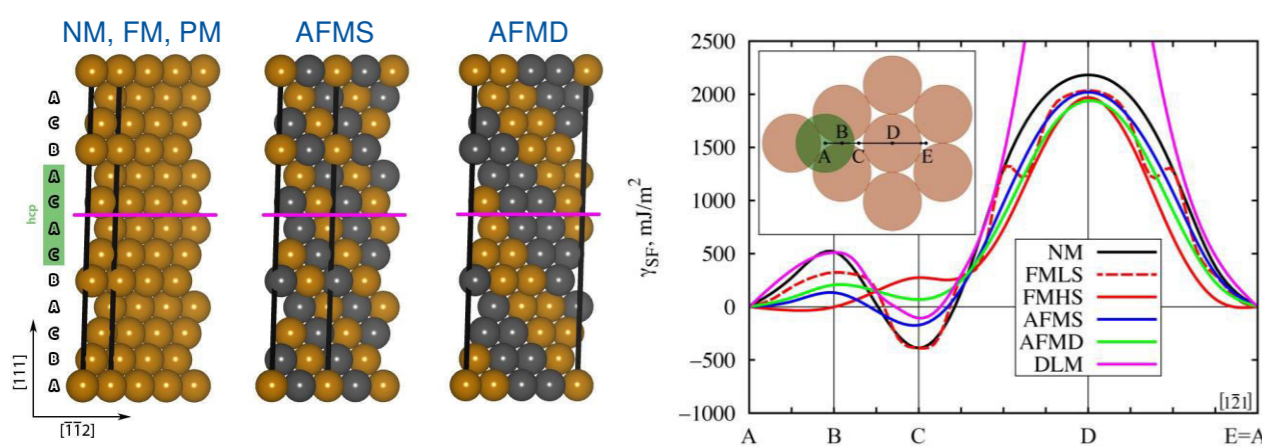 NM, FM, PM
AFMS
AFMD
A
C
B
A
C
A
C
B
A
C
B
A
hcp
[111]
[1̅1̅2]
2500
2000
1500
1000
500
0
−500
−1000
γSF, mJ/m²
A
B
C
D
E
NM
FMLS
FMHS
AFMS
AFMD
DLM
[12̅1]
A
B
C
D
E=A